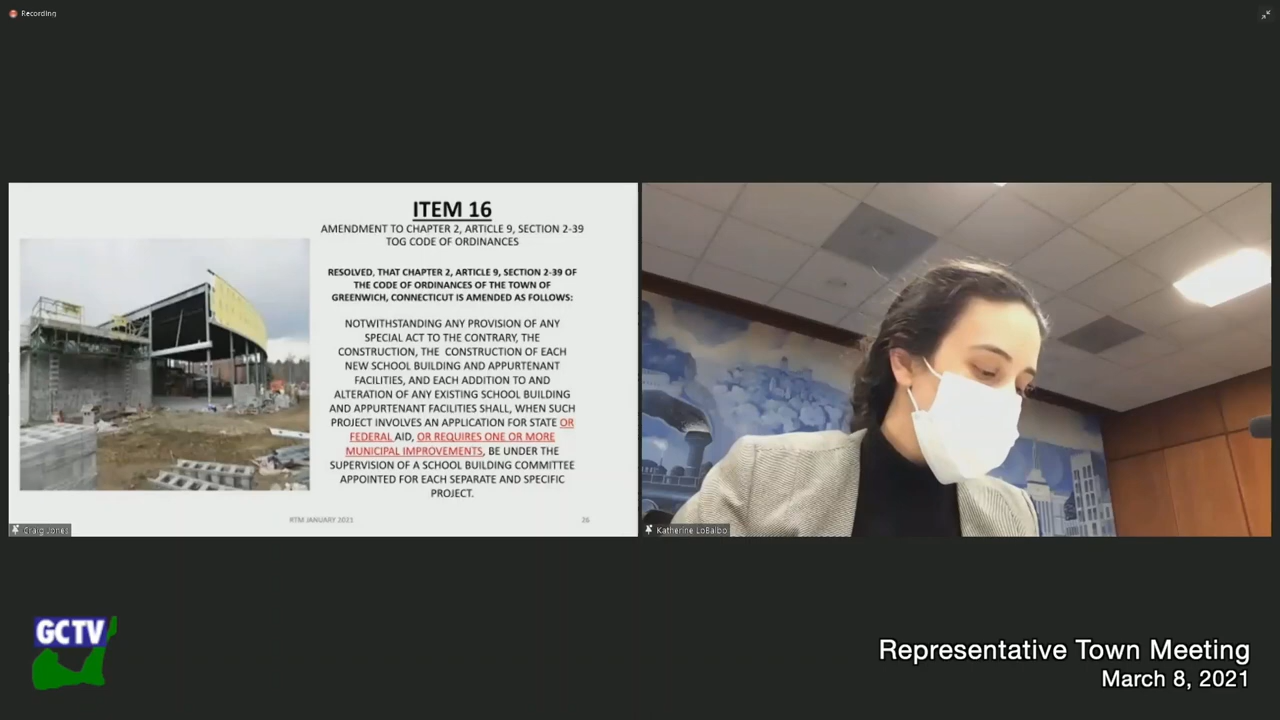 Recording
ITEM 16
AMENDMENT TO CHAPTER 2, ARTICLE 9, SECTION 2-39
TOG CODE OF ORDINANCES
RESOLVED, THAT CHAPTER 2, ARTICLE 9, SECTION 2-39 OF
THE CODE OF ORDINANCES OF THE TOWN OF
GREENWICH, CONNECTICUT IS AMENDED AS FOLLOWS:
NOTWITHSTANDING ANY PROVISION OF ANY
SPECIAL ACT TO THE CONTRARY, THE
CONSTRUCTION, THE CONSTRUCTION OF EACH
NEW SCHOOL BUILDING AND APPURTENANT
FACILITIES, AND EACH ADDITION TO AND
ALTERATION OF ANY EXISTING SCHOOL BUILDING
AND APPURTENANT FACILITIES SHALL, WHEN SUCH
PROJECT INVOLVES AN APPLICATION FOR STATE OR
FEDERAL AID, OR REQUIRES ONE OR MORE
MUNICIPAL IMPROVEMENTS, BE UNDER THE
SUPERVISION OF A SCHOOL BUILDING COMMITTEE
APPOINTED FOR EACH SEPARATE AND SPECIFIC
PROJECT.
RTM JANUARY 2021
26
Craig Jones
Katherine LoBalbo
GCTV
Representative Town Meeting
March 8, 2021